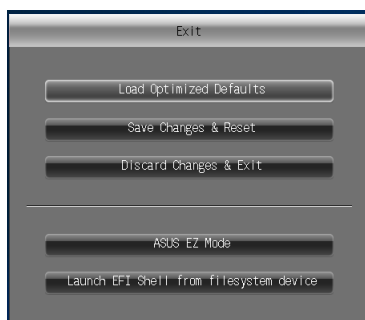 Exit
Load Optimized Defaults
Save Changes & Reset
Discard Changes & Exit
ASUS EZ Mode
Launch EFI Shell from filesystem device